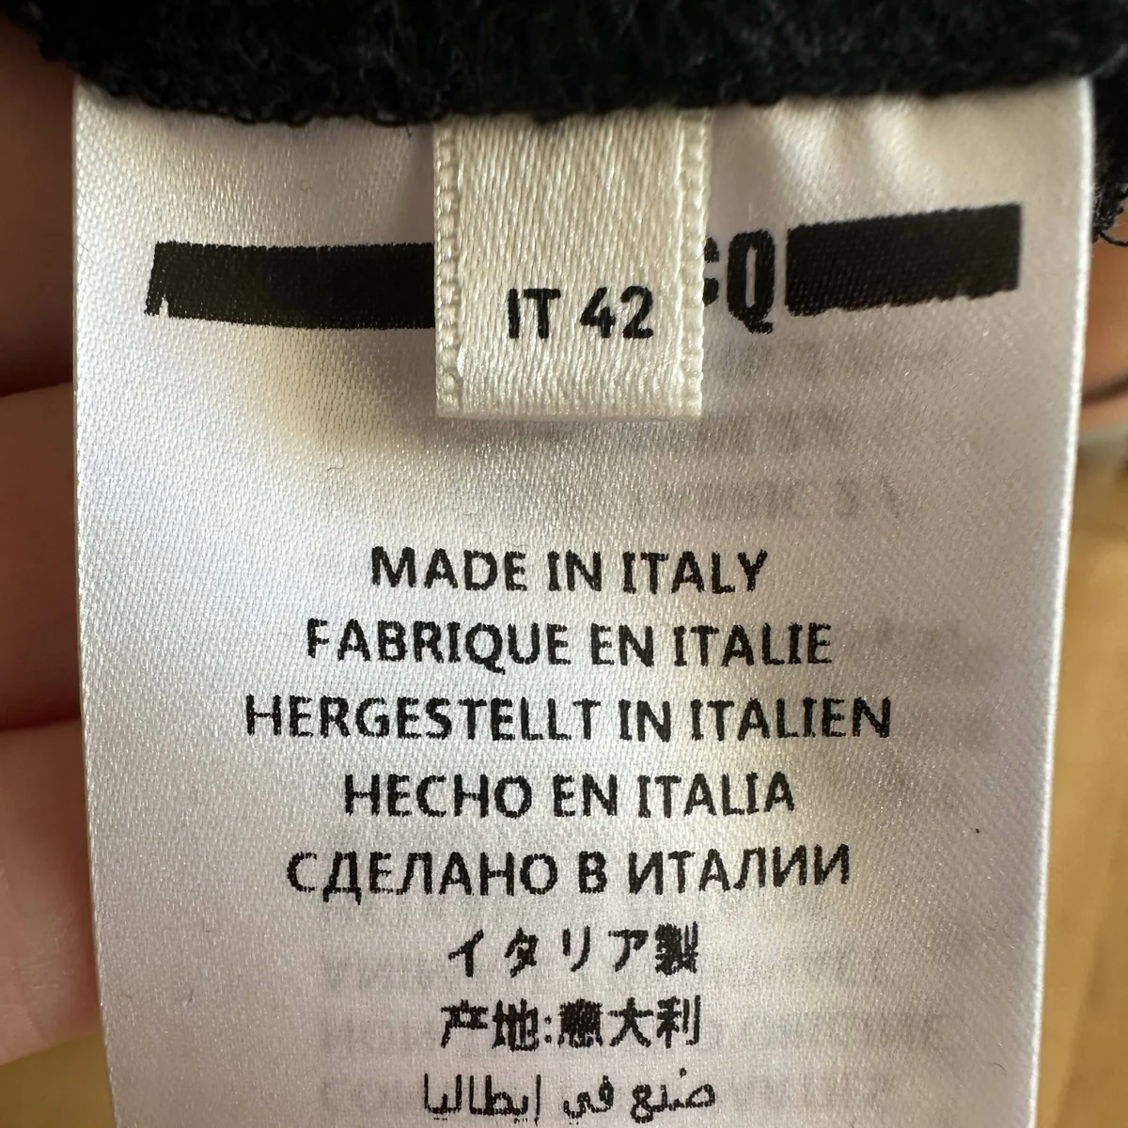 IT 42
Q
MADE IN ITALY
FABRIQUE EN ITALIE
HERGESTELLT IN ITALIEN
HECHO EN ITALIA
СДЕЛАНО В ИТАЛИИ
イタリア製
产地:意大利
صنع في إيطاليا